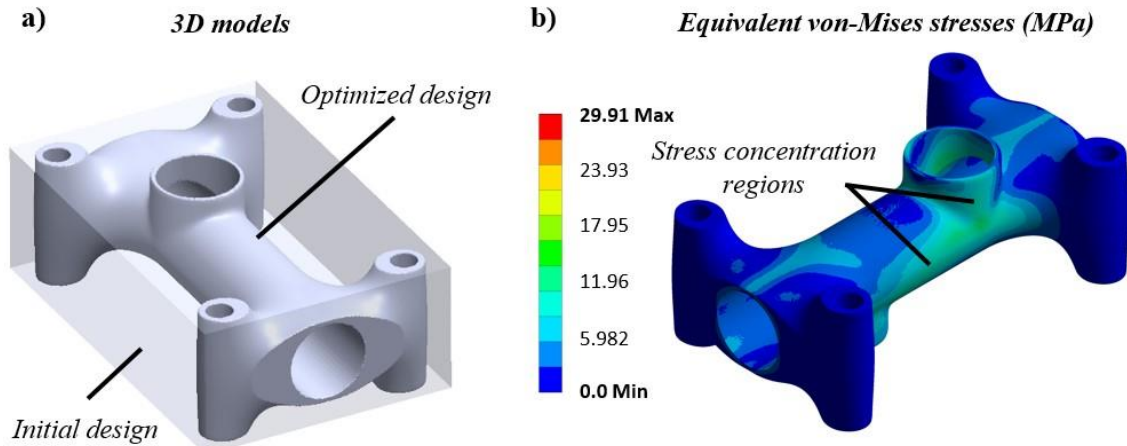 a)
3D models
Optimized design
Initial design
b)
Equivalent von-Mises stresses (MPa)
29.91 Max
23.93
17.95
11.96
5.982
0.0 Min
Stress concentration
regions